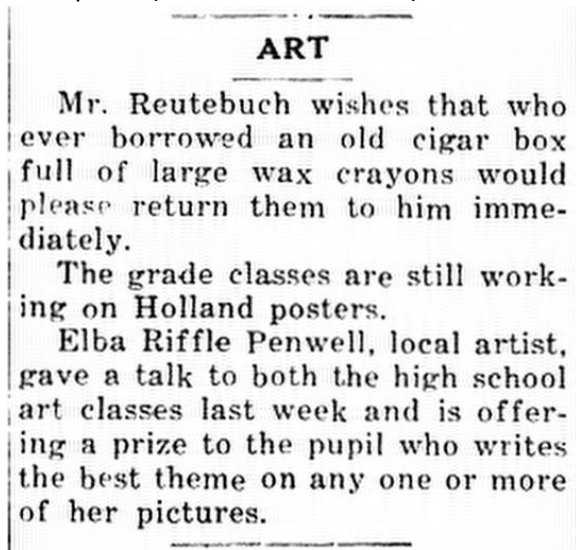 ART
Mr. Reutebuch wishes that who
ever borrowed an old cigar box
full of large wax crayons would
please return them to him imme-
diately.
The grade classes are still work-
ing on Holland posters.
Elba Riffle Penwell, local artist,
gave a talk to both the high school
art classes last week and is offer-
ing a prize to the pupil who writes
the best theme on any one or more
of her pictures.